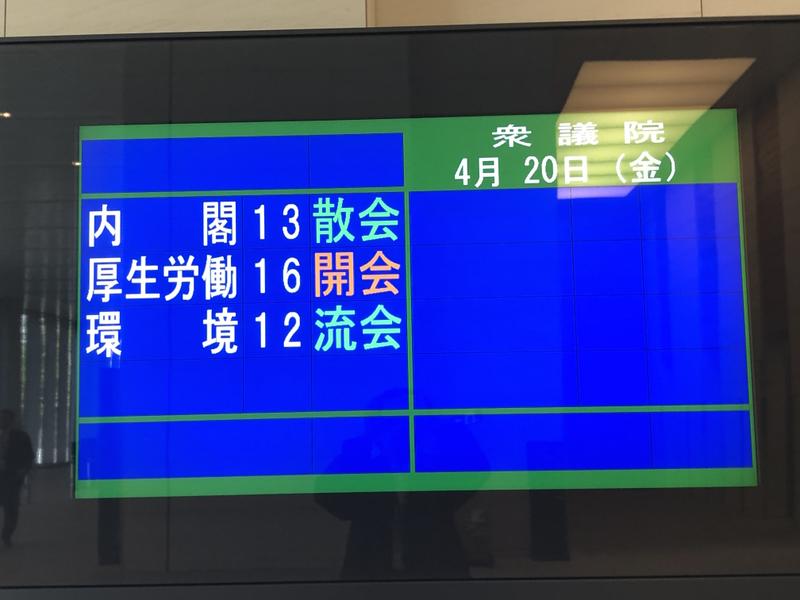 衆議院
4月 20日（金）
内閣 13 散会
厚生労働 16 開会
環境 12 流会